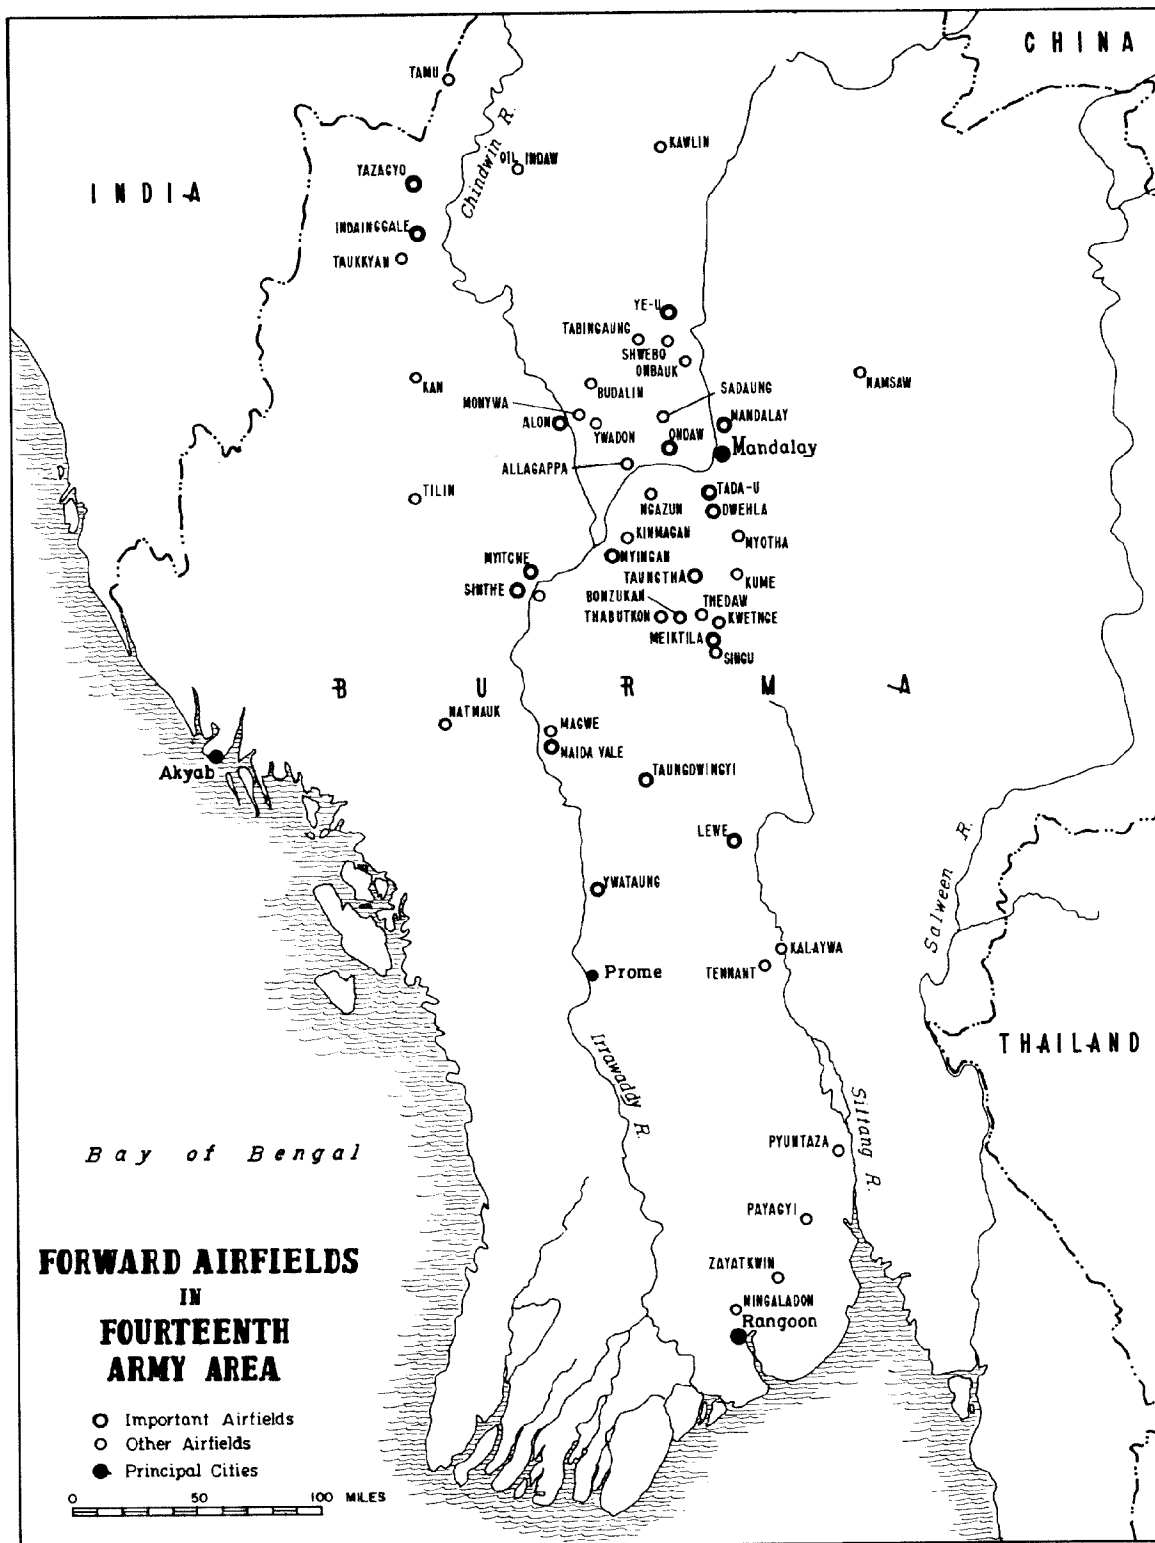 CHINA
TAMU
Chindwin R.
KAWLIN
OIL INDAW
YAZAGYO
INDIA
INDAINGGALE
TAUKKYAN
YE-U
TABINGAUNG
SHWEBO
ONBAUK
KAN
BUDALIN
NAMSAW
MONYWA
SADAUNG
ALON
YWADON
MANDALAY
ONDAW
Mandalay
ALLAGAPPA
TILIN
NGAZUN
TADA-U
DWEHLA
KINMAGAN
MYOTHA
MYINGAN
MYITCHE
TAUNGTHA
KUME
SINTHE
BONZUKAN
THEDAW
THABUTKON
KWETNGE
MEIKTILA
SINGU
BURMA
NATMAUK
MAGWE
MAIDA VALE
Akyab
TAUNGDWINGYI
LEWE
Salween R.
YWATAUNG
KALAYWA
TENNANT
Prome
THAILAND
Irrawaddy R.
Sittang R.
Bay of Bengal
PYUNTAZA
PAYAGYI
ZAYATKWIN
MINGALADON
Rangoon
FORWARD AIRFIELDS
IN
FOURTEENTH
ARMY AREA
Important Airfields
Other Airfields
Principal Cities
0 50 100 MILES